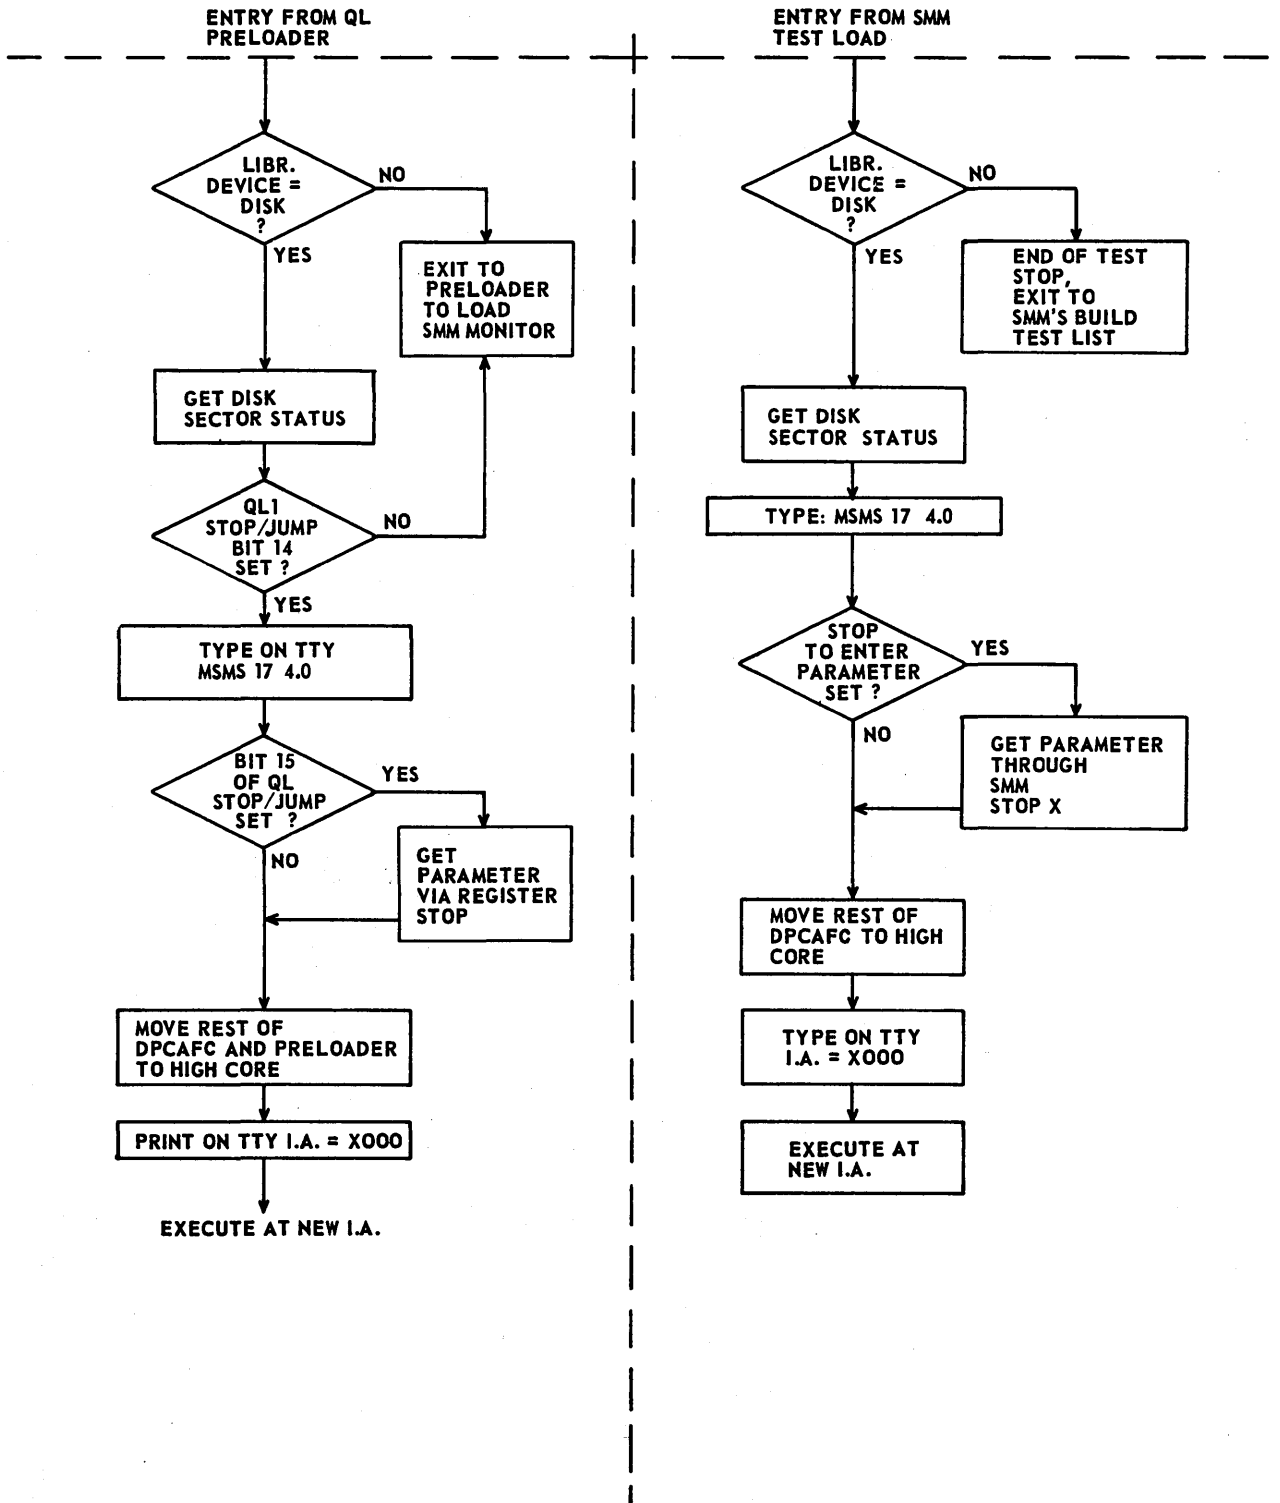 ENTRY FROM QL
PRELOADER
LIBR.
DEVICE =
DISK
?
NO
YES
EXIT TO
PRELOADER
TO LOAD
SMM MONITOR
GET DISK
SECTOR STATUS
QL1
STOP/JUMP
BIT 14
SET ?
NO
YES
TYPE ON TTY
MSMS 17 4.0
BIT 15
OF QL
STOP/JUMP
SET ?
YES
NO
GET
PARAMETER
VIA REGISTER
STOP
MOVE REST OF
DPCAFC AND PRELOADER
TO HIGH CORE
PRINT ON TTY I.A. = X000
EXECUTE AT NEW I.A.
ENTRY FROM SMM
TEST LOAD
LIBR.
DEVICE =
DISK
?
NO
YES
END OF TEST
STOP,
EXIT TO
SMM'S BUILD
TEST LIST
GET DISK
SECTOR STATUS
TYPE: MSMS 17 4.0
STOP
TO ENTER
PARAMETER
SET ?
YES
NO
GET PARAMETER
THROUGH
SMM
STOP X
MOVE REST OF
DPCAFC TO HIGH
CORE
TYPE ON TTY
I.A. = X000
EXECUTE AT
NEW I.A.